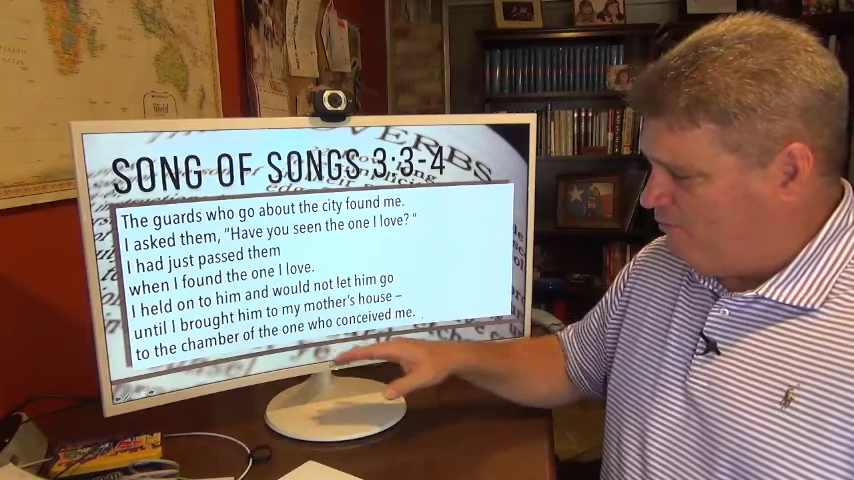 SONG OF SONGS 3:3-4
The guards who go about the city found me.
I asked them, "Have you seen the one I love? "
I had just passed them
when I found the one I love.
I held on to him and would not let him go
until I brought him to my mother's house –
to the chamber of the one who conceived me.